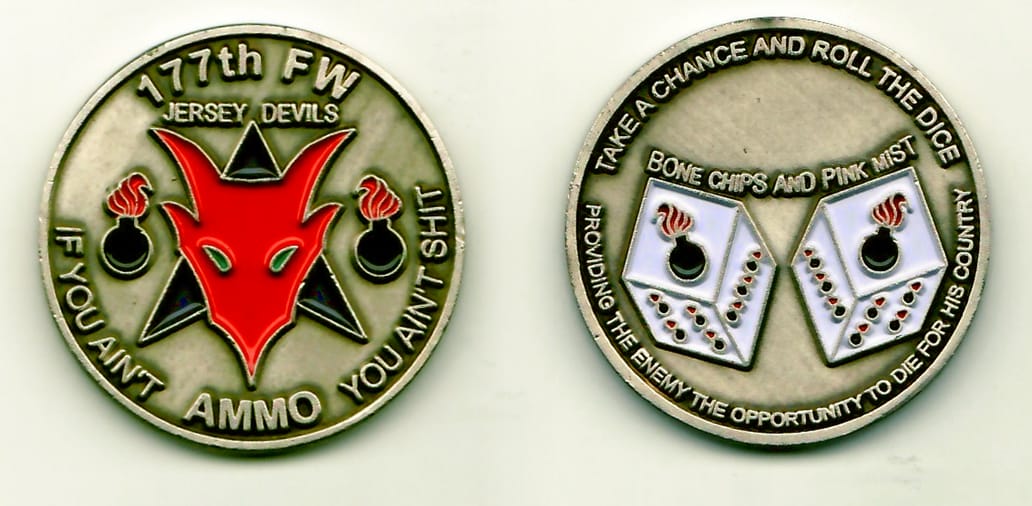 177th FW
JERSEY DEVILS
IF YOU AIN'T AMMO YOU AIN'T SHIT
TAKE A CHANCE AND ROLL THE DICE
BONE CHIPS AND PINK MIST
PROVIDING THE ENEMY THE OPPORTUNITY TO DIE FOR HIS COUNTRY